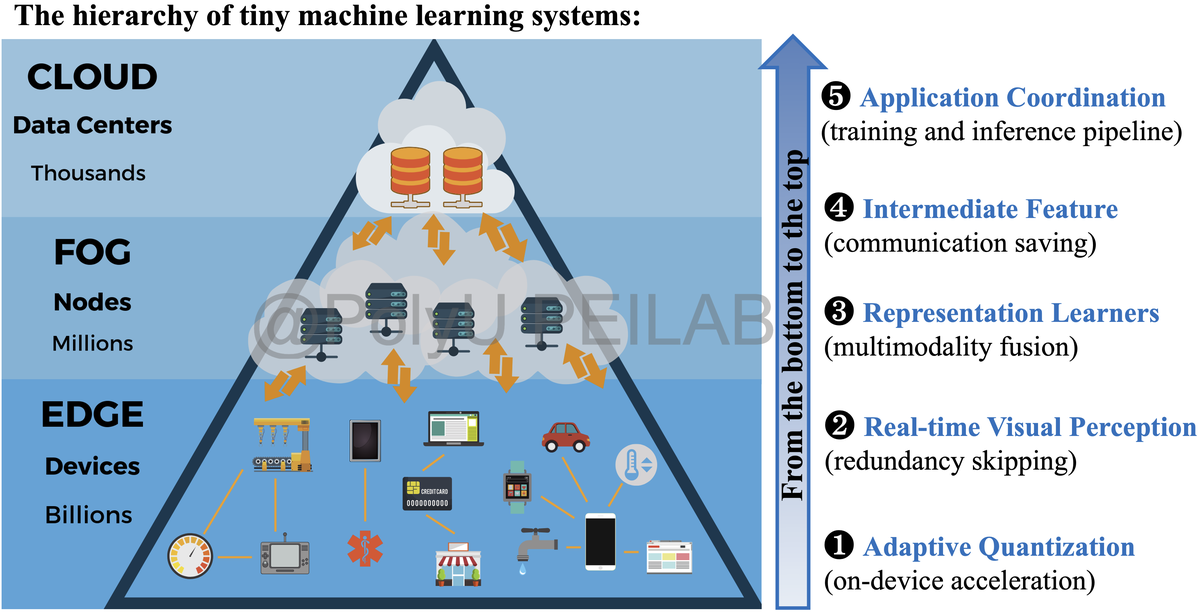 The hierarchy of tiny machine learning systems:
CLOUD
Data Centers
Thousands
FOG
Nodes
Millions
EDGE
Devices
Billions
@PolyU PEILAB
CREDIT CARD
From the bottom to the top
❺ Application Coordination
(training and inference pipeline)
❹ Intermediate Feature
(communication saving)
❸ Representation Learners
(multimodality fusion)
❷ Real-time Visual Perception
(redundancy skipping)
❶ Adaptive Quantization
(on-device acceleration)